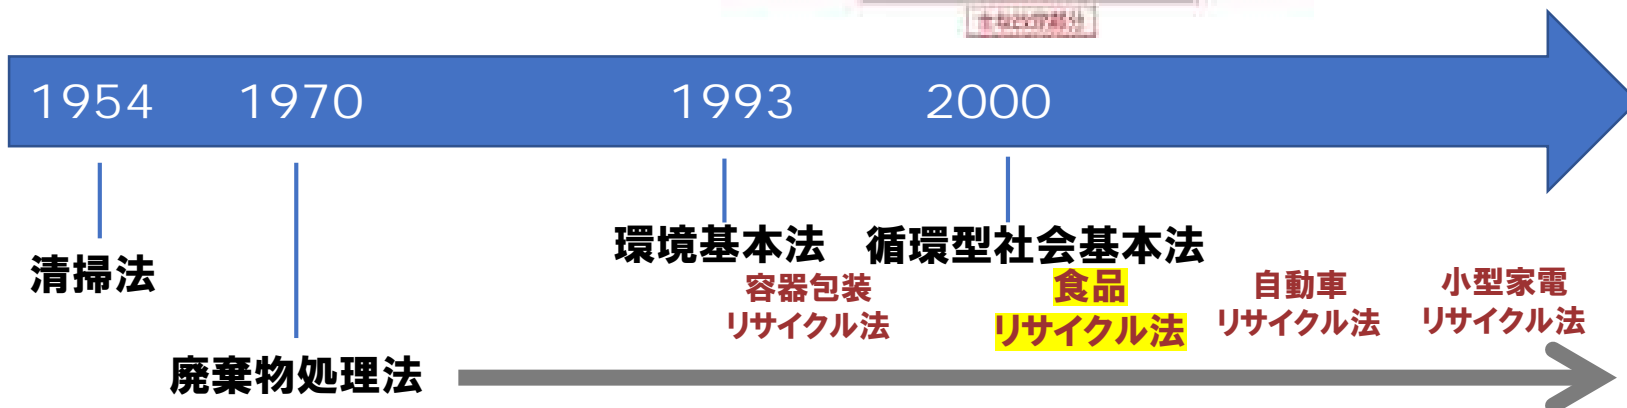 1954 1970 1993 2000
清掃法
環境基本法
循環型社会基本法
容器包装
リサイクル法
食品
リサイクル法
自動車
リサイクル法
小型家電
リサイクル法
廃棄物処理法